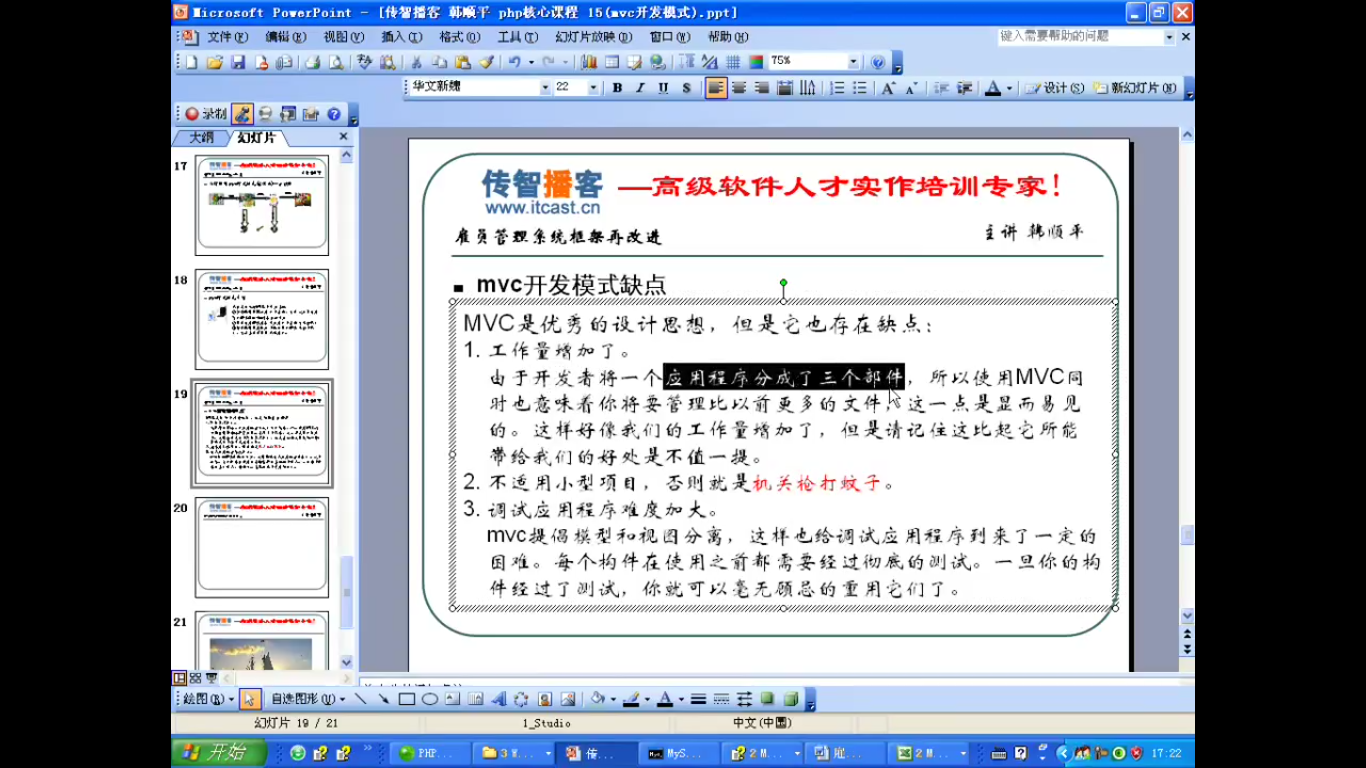 Microsoft PowerPoint - [传智播客 韩顺平 php核心课程 15(mvc开发模式).ppt]
文件(F) 编辑(E) 视图(V) 插入(I) 格式(O) 工具(T) 幻灯片放映(D) 窗口(W) 帮助(H) 键入需要帮助的问题
75%
华文新魏 22 B I U S 设计(S) 新幻灯片(N)
录制
大纲 幻灯片
17
18
19
20
21
传智播客 —高级软件人才实作培训专家!
www.itcast.cn
雇员管理系统框架再改进 主讲 韩顺平
■ mvc开发模式缺点
MVC是优秀的设计思想，但是它也存在缺点:
1. 工作量增加了。
由于开发者将一个应用程序分成了三个部件，所以使用MVC同
时也意味着你将要管理比以前更多的文件，这一点是显而易见
的。这样好像我们的工作量增加了，但是请记住这比起它所能
带给我们的好处是不值一提。
2. 不适用小型项目，否则就是机关枪打蚊子。
3. 调试应用程序难度加大。
mvc提倡模型和视图分离，这样也给调试应用程序到来了一定的
困难。每个构件在使用之前都需要经过彻底的测试。一旦你的构
件经过了测试，你就可以毫无顾忌的重用它们了。
绘图(R) 自选图形(U)
幻灯片 19 / 21 1_Studio 中文(中国)
开始 PHP... 3 W... 传... MyS... 2 M... 雇... 2 M... 17:22